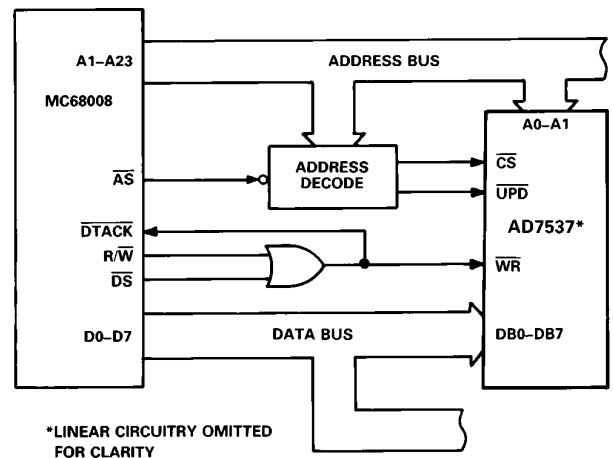 A1–A23
ADDRESS BUS
MC68008
A0–A1
AS
ADDRESS
DECODE
CS
UPD
AD7537*
DTACK
R/W
DS
WR
D0–D7
DATA BUS
DB0–DB7
*LINEAR CIRCUITRY OMITTED
FOR CLARITY